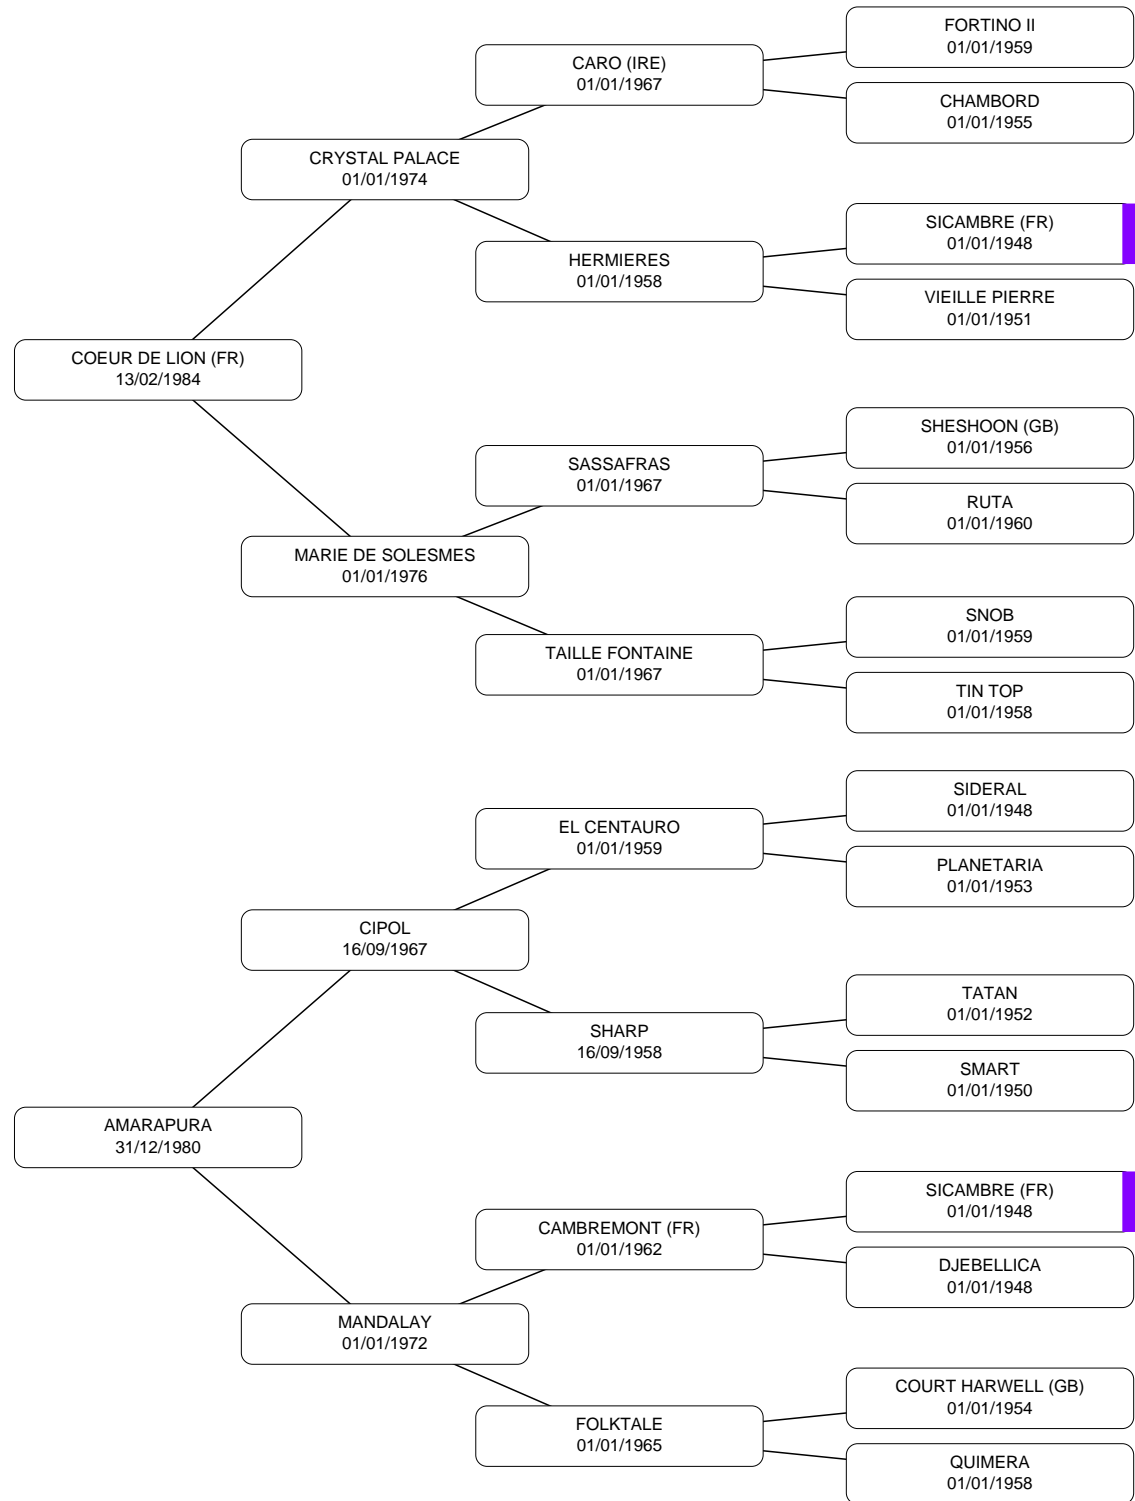 FORTINO II
01/01/1959
CARO (IRE)
01/01/1967
CHAMBORD
01/01/1955
CRYSTAL PALACE
01/01/1974
SICAMBRE (FR)
01/01/1948
HERMIERES
01/01/1958
VIEILLE PIERRE
01/01/1951
COEUR DE LION (FR)
13/02/1984
SHESHOON (GB)
01/01/1956
SASSAFRAS
01/01/1967
RUTA
01/01/1960
MARIE DE SOLESMES
01/01/1976
SNOB
01/01/1959
TAILLE FONTAINE
01/01/1967
TIN TOP
01/01/1958
SIDERAL
01/01/1948
EL CENTAURO
01/01/1959
PLANETARIA
01/01/1953
CIPOL
16/09/1967
TATAN
01/01/1952
SHARP
16/09/1958
SMART
01/01/1950
AMARAPURA
31/12/1980
SICAMBRE (FR)
01/01/1948
CAMBREMONT (FR)
01/01/1962
DJEBELLICA
01/01/1948
MANDALAY
01/01/1972
COURT HARWELL (GB)
01/01/1954
FOLKTALE
01/01/1965
QUIMERA
01/01/1958